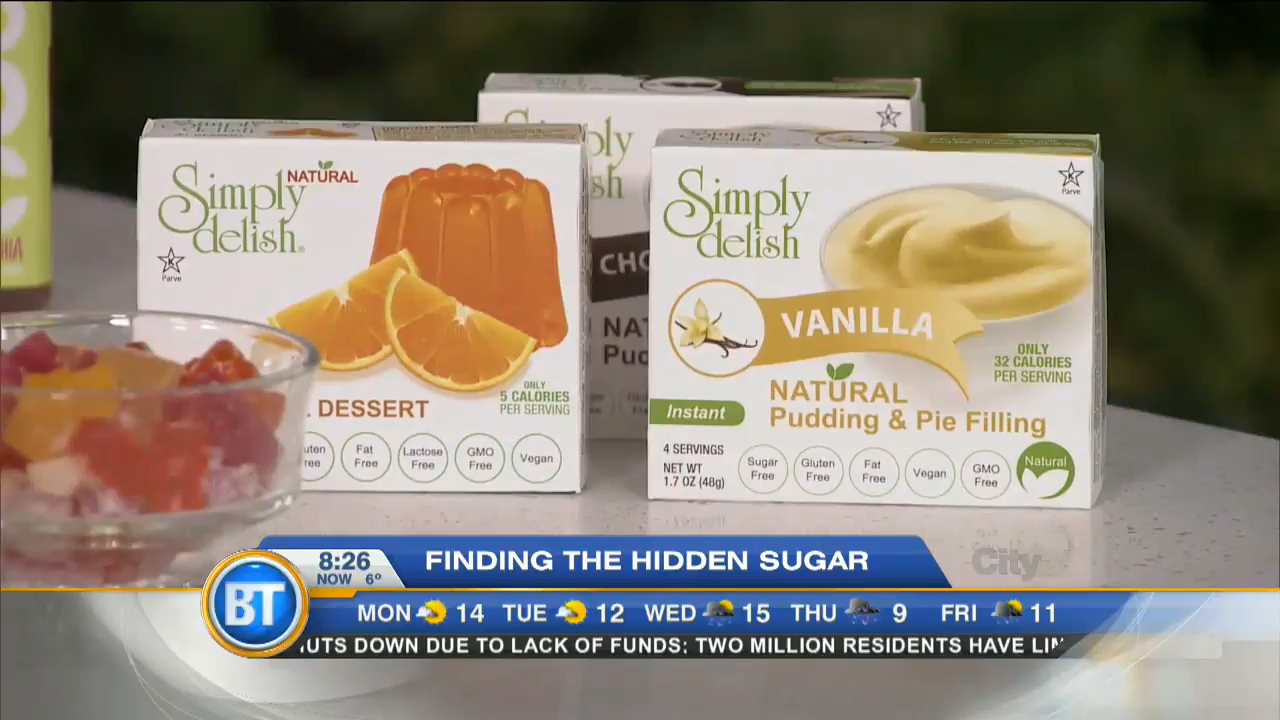 Simply
delish®
NATURAL
K
Parve
DESSERT
ONLY
5 CALORIES
PER SERVING
Fat
Free
Lactose
Free
GMO
Free
Vegan
Simply
delish
K
Parve
VANILLA
ONLY
32 CALORIES
PER SERVING
NATURAL
Pudding & Pie Filling
Instant
4 SERVINGS
NET WT
1.7 OZ (48g)
Sugar
Free
Gluten
Free
Fat
Free
Vegan
GMO
Free
Natural
City
8:26
NOW 6°
FINDING THE HIDDEN SUGAR
BT
MON 14 TUE 12 WED 15 THU 9 FRI 11
DOWN DUE TO LACK OF FUNDS; TWO MILLION RESIDENTS HAVE